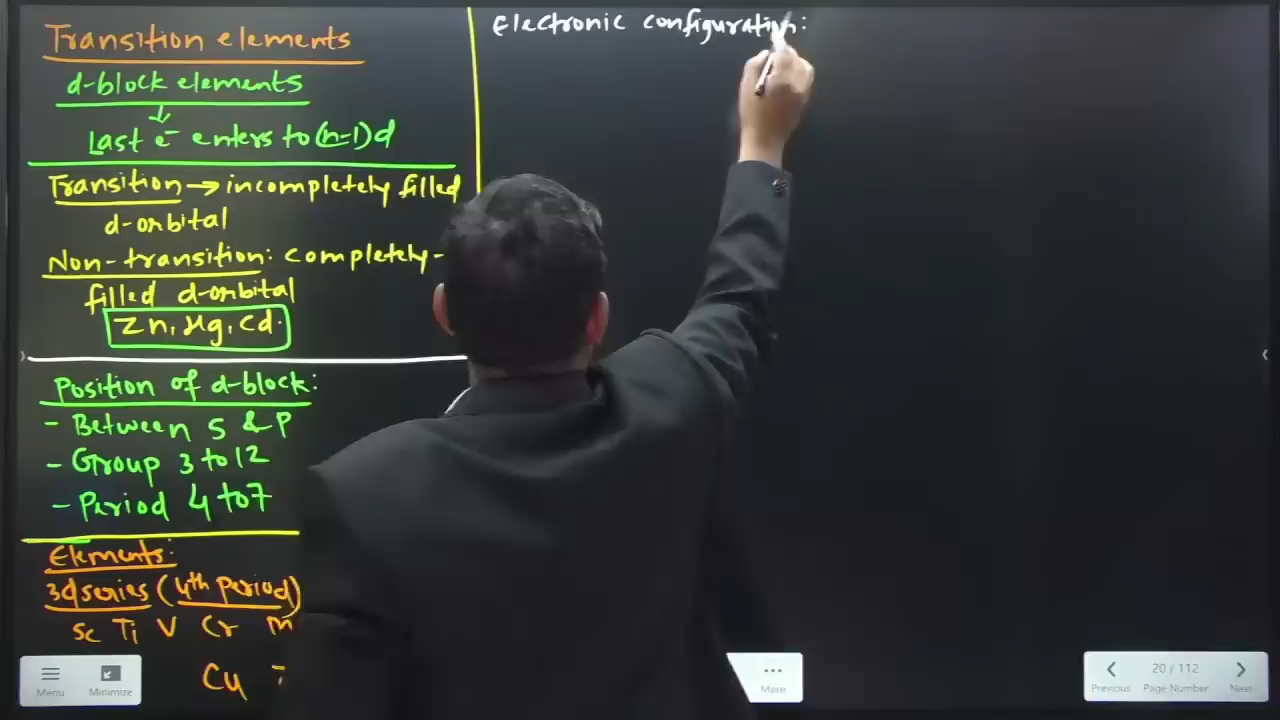 Transition elements
d-block elements
↓
Last e⁻ enters to (n-1)d
Transition → incompletely filled
d-orbital
Non-transition: completely-
filled d-orbital
Zn, Hg, Cd.
Position of d-block:
- Between s & p
- Group 3 to 12
- Period 4 to 7
Elements:
3d series (4th period)
Sc Ti V Cr
Cu
Electronic configuration:
Menu
Minimize
More
Previous
20 / 112
Page Number
Next